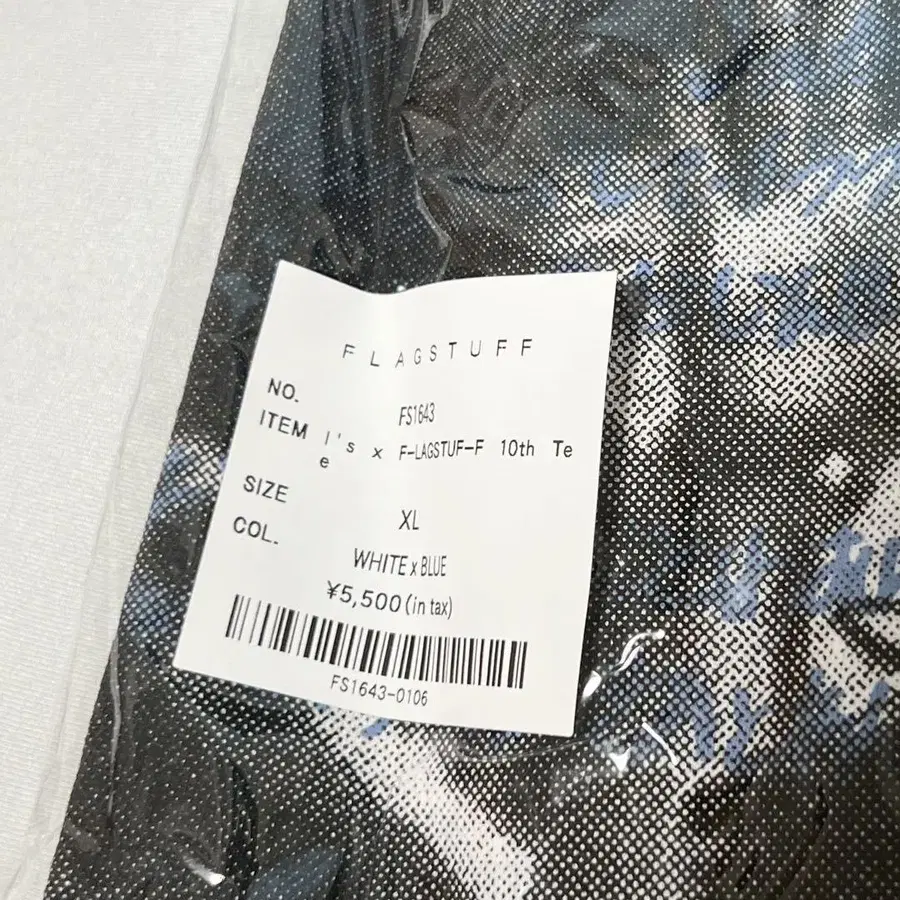 FLAGSTUFF
NO. FS1643
ITEM I's x F-LAGSTUF-F 10th Te
e
SIZE XL
COL. WHITE x BLUE
¥5,500(in tax)
FS1643-0106